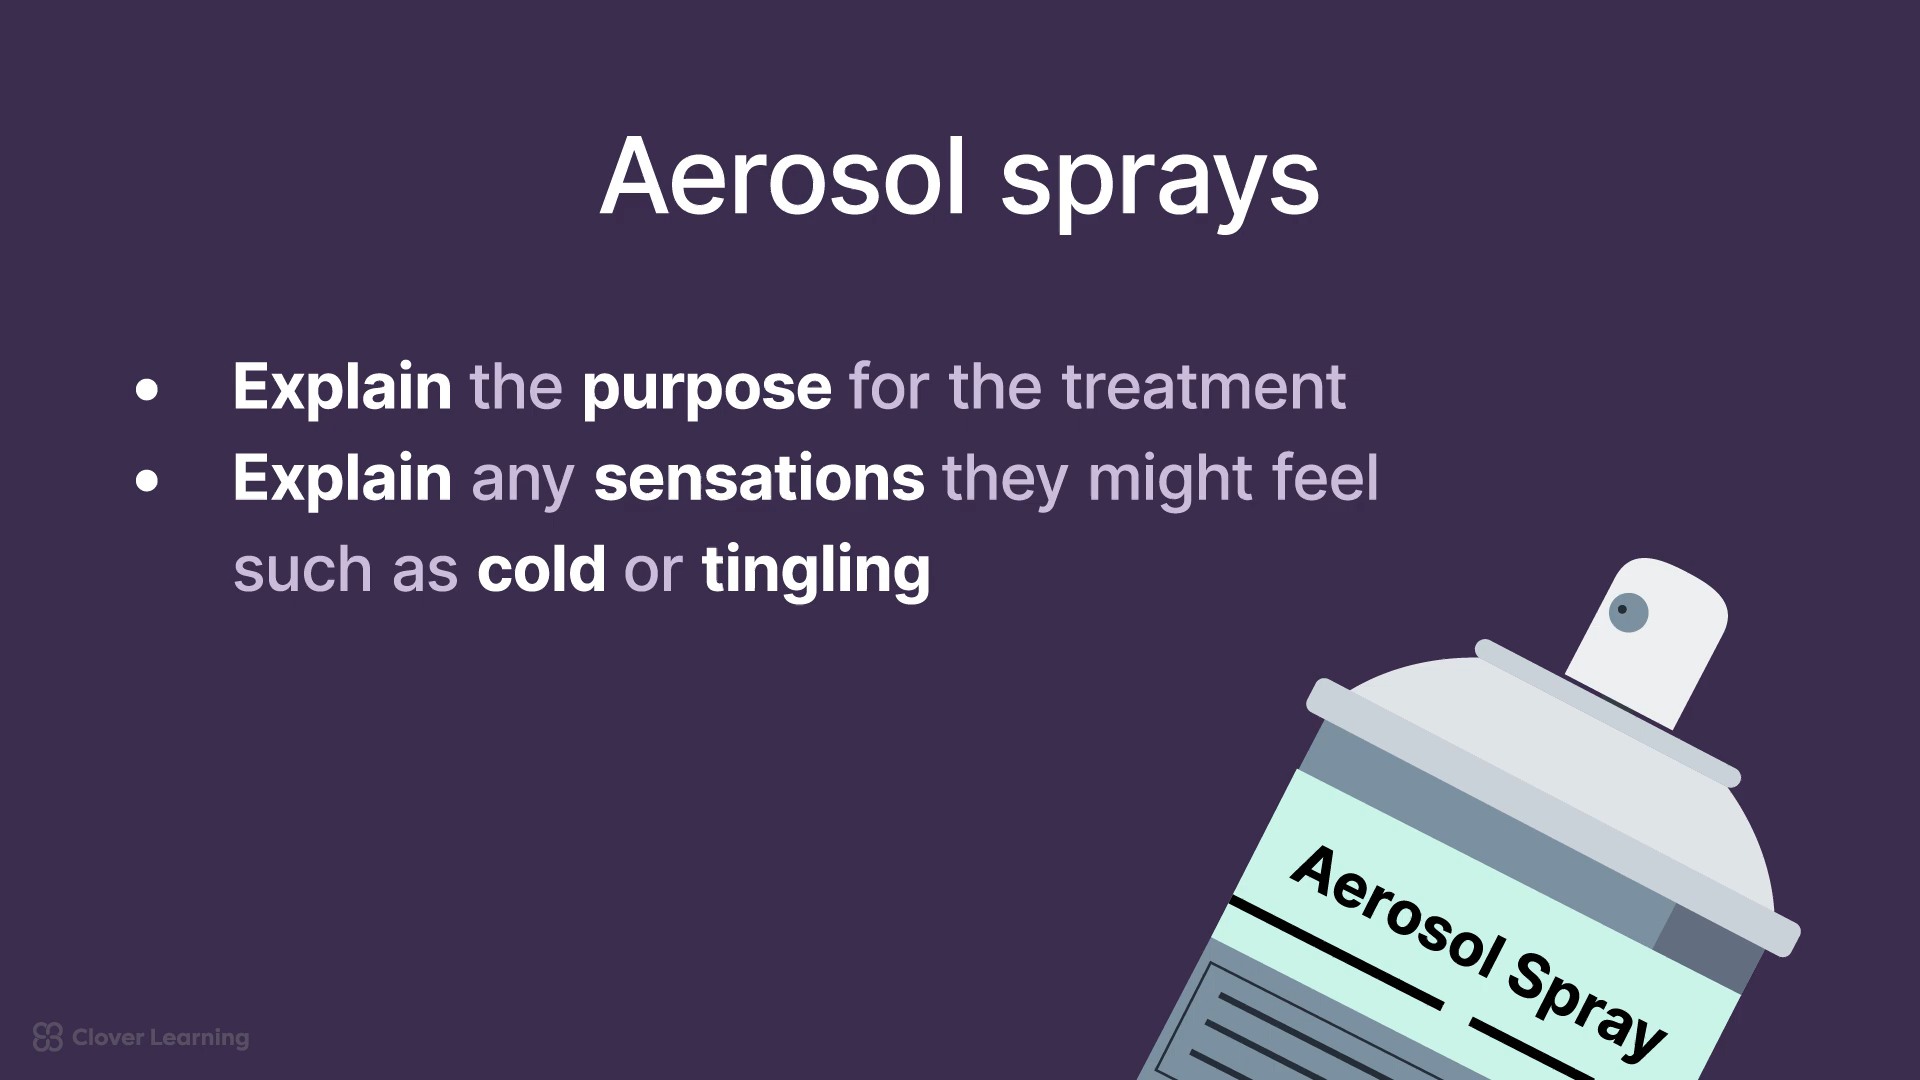 Aerosol sprays
• Explain the purpose for the treatment
• Explain any sensations they might feel
such as cold or tingling
Aerosol Spray
Clover Learning